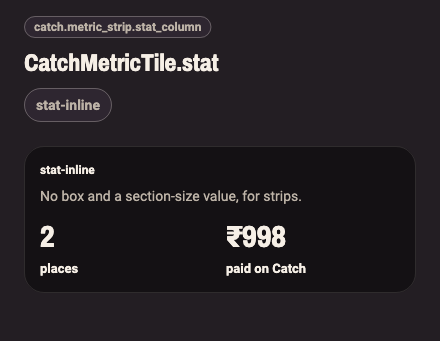 catch.metric_strip.stat_column
CatchMetricTile.stat
stat-inline
stat-inline
No box and a section-size value, for strips.
2 ₹998
places paid on Catch